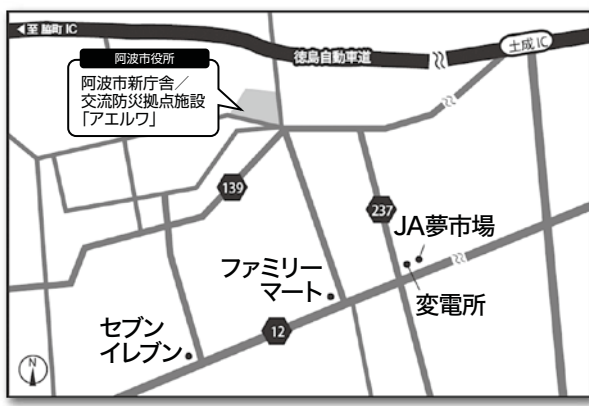 ◀至 脇町 IC
徳島自動車道
土成 IC
阿波市役所
阿波市新庁舎／
交流防災拠点施設
「アエルワ」
139
237
JA夢市場
ファミリー
マート
変電所
12
セブン
イレブン
N